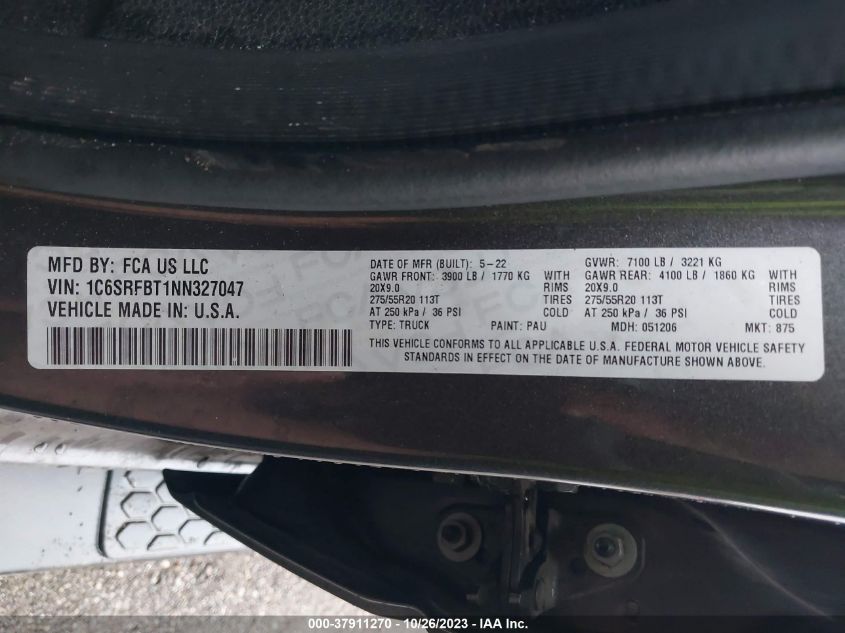 MFD BY: FCA US LLC
VIN: 1C6SRFBT1NN327047
VEHICLE MADE IN: U.S.A.
DATE OF MFR (BUILT): 5-22
GVWR: 7100 LB / 3221 KG
GAWR FRONT: 3900 LB / 1770 KG WITH
GAWR REAR: 4100 LB / 1860 KG WITH
20X9.0 RIMS
20X9.0 RIMS
275/55R20 113T TIRES
275/55R20 113T TIRES
AT 250 kPa / 36 PSI COLD
AT 250 kPa / 36 PSI COLD
TYPE: TRUCK PAINT: PAU MDH: 051206 MKT: 875
THIS VEHICLE CONFORMS TO ALL APPLICABLE U.S.A. FEDERAL MOTOR VEHICLE SAFETY
STANDARDS IN EFFECT ON THE DATE OF MANUFACTURE SHOWN ABOVE.
000-37911270 - 10/26/2023 - IAA Inc.